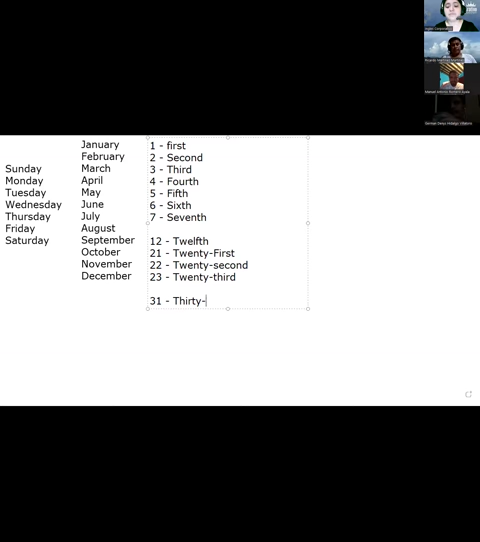 Sunday
Monday
Tuesday
Wednesday
Thursday
Friday
Saturday
January
February
March
April
May
June
July
August
September
October
November
December
1 - first
2 - Second
3 - Third
4 - Fourth
5 - Fifth
6 - Sixth
7 - Seventh
12 - Twelfth
21 - Twenty-First
22 - Twenty-second
23 - Twenty-third
31 - Thirty-